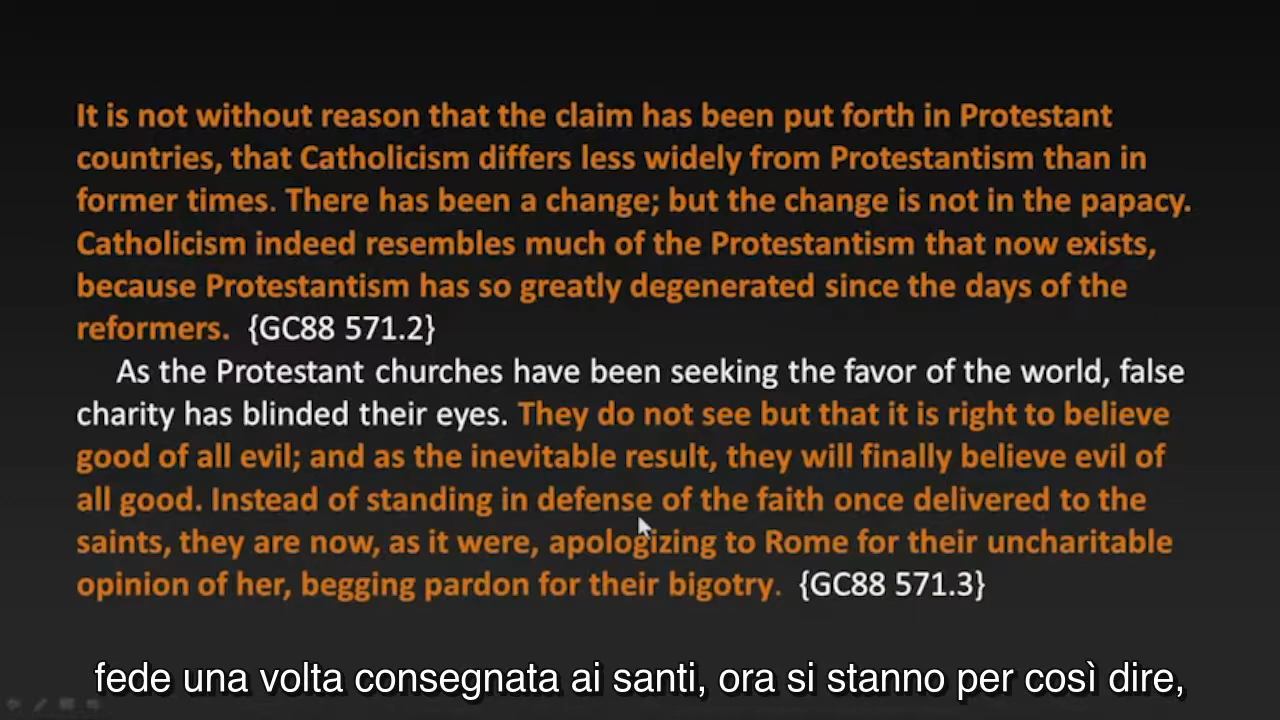 It is not without reason that the claim has been put forth in Protestant
countries, that Catholicism differs less widely from Protestantism than in
former times. There has been a change; but the change is not in the papacy.
Catholicism indeed resembles much of the Protestantism that now exists,
because Protestantism has so greatly degenerated since the days of the
reformers. {GC88 571.2}
As the Protestant churches have been seeking the favor of the world, false
charity has blinded their eyes. They do not see but that it is right to believe
good of all evil; and as the inevitable result, they will finally believe evil of
all good. Instead of standing in defense of the faith once delivered to the
saints, they are now, as it were, apologizing to Rome for their uncharitable
opinion of her, begging pardon for their bigotry. {GC88 571.3}
fede una volta consegnata ai santi, ora si stanno per così dire,